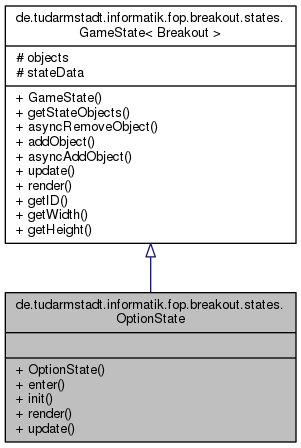 de.tudarmstadt.informatik.fop.breakout.states.
GameState< Breakout >
# objects
# stateData
+ GameState()
+ getStateObjects()
+ asyncRemoveObject()
+ addObject()
+ asyncAddObject()
+ update()
+ render()
+ getID()
+ getWidth()
+ getHeight()
de.tudarmstadt.informatik.fop.breakout.states.
OptionState
+ OptionState()
+ enter()
+ init()
+ render()
+ update()